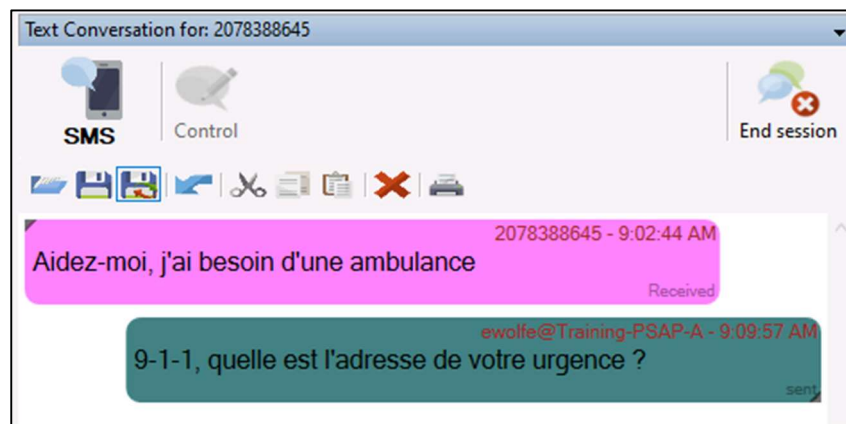 Text Conversation for: 2078388645
SMS
Control
End session
2078388645 - 9:02:44 AM
Aidez-moi, j'ai besoin d'une ambulance
Received
ewolfe@Training-PSAP-A - 9:09:57 AM
9-1-1, quelle est l'adresse de votre urgence ?
sent